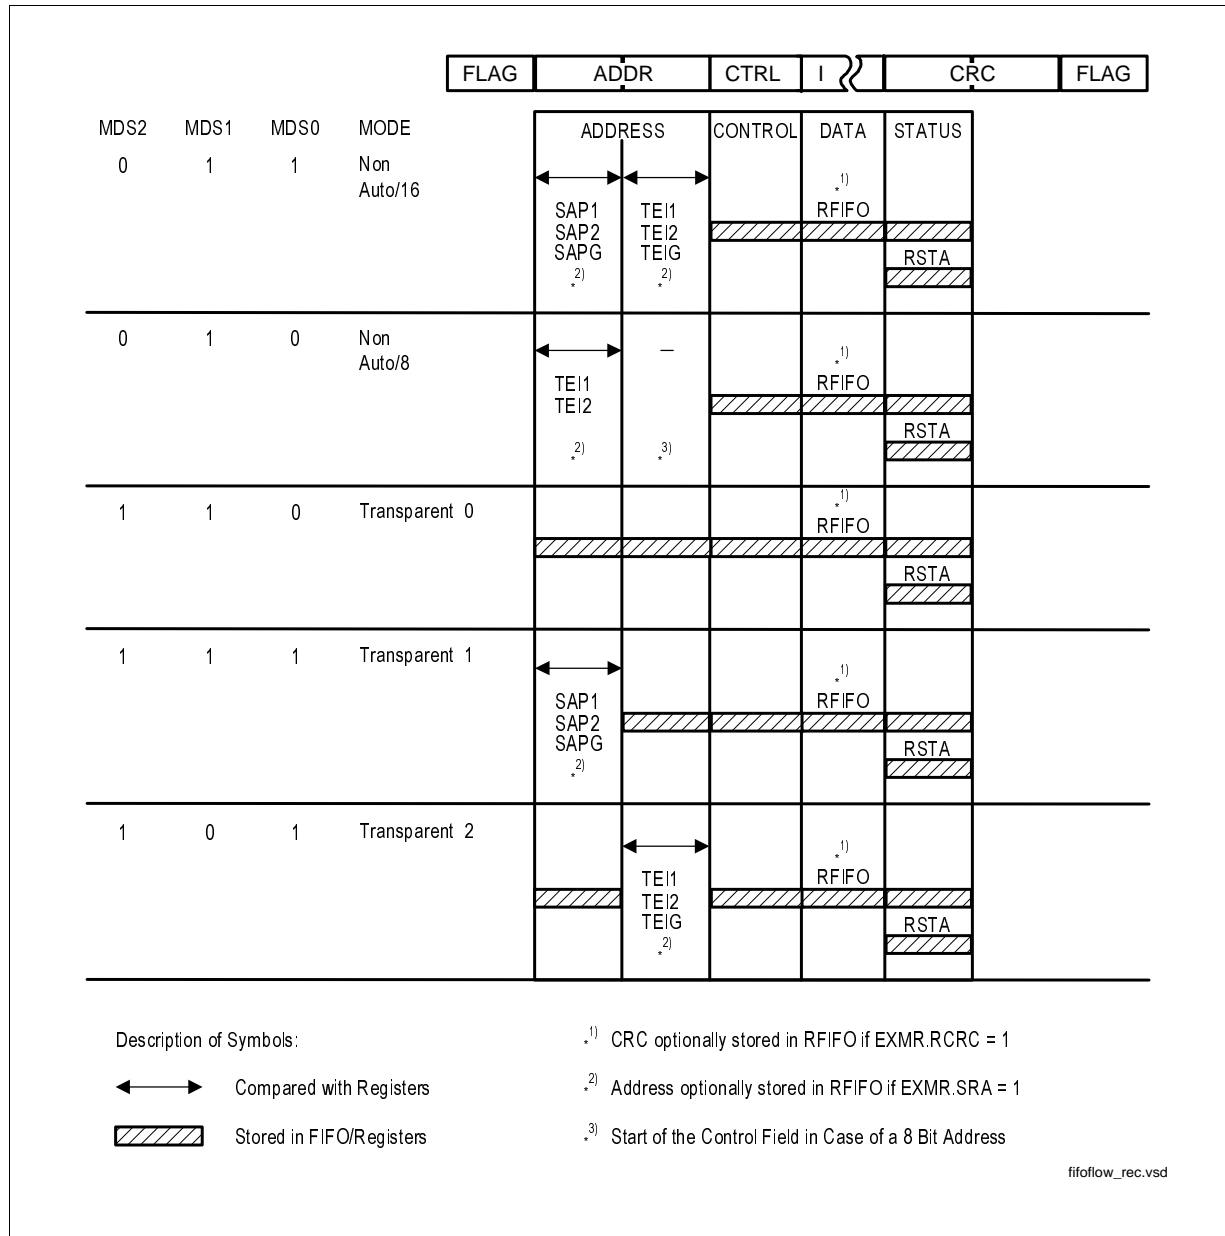 FLAG ADDR CTRL I CRC FLAG
MDS2 MDS1 MDS0 MODE ADDRESS CONTROL DATA STATUS
0 1 1 Non
Auto/16
*1)
SAP1 TEI1 RFIFO
SAP2 TEI2
SAPG TEIG RSTA
*2) *2)
0 1 0 Non
Auto/8
– *1)
TEI1 RFIFO
TEI2
RSTA
*2) *3)
1 1 0 Transparent 0 *1)
RFIFO
RSTA
1 1 1 Transparent 1
*1)
SAP1 RFIFO
SAP2
SAPG RSTA
*2)
1 0 1 Transparent 2
*1)
TEI1 RFIFO
TEI2
TEIG RSTA
*2)
Description of Symbols: *1) CRC optionally stored in RFIFO if EXMR.RCRC = 1
Compared with Registers *2) Address optionally stored in RFIFO if EXMR.SRA = 1
Stored in FIFO/Registers *3) Start of the Control Field in Case of a 8 Bit Address
fifoflow_rec.vsd